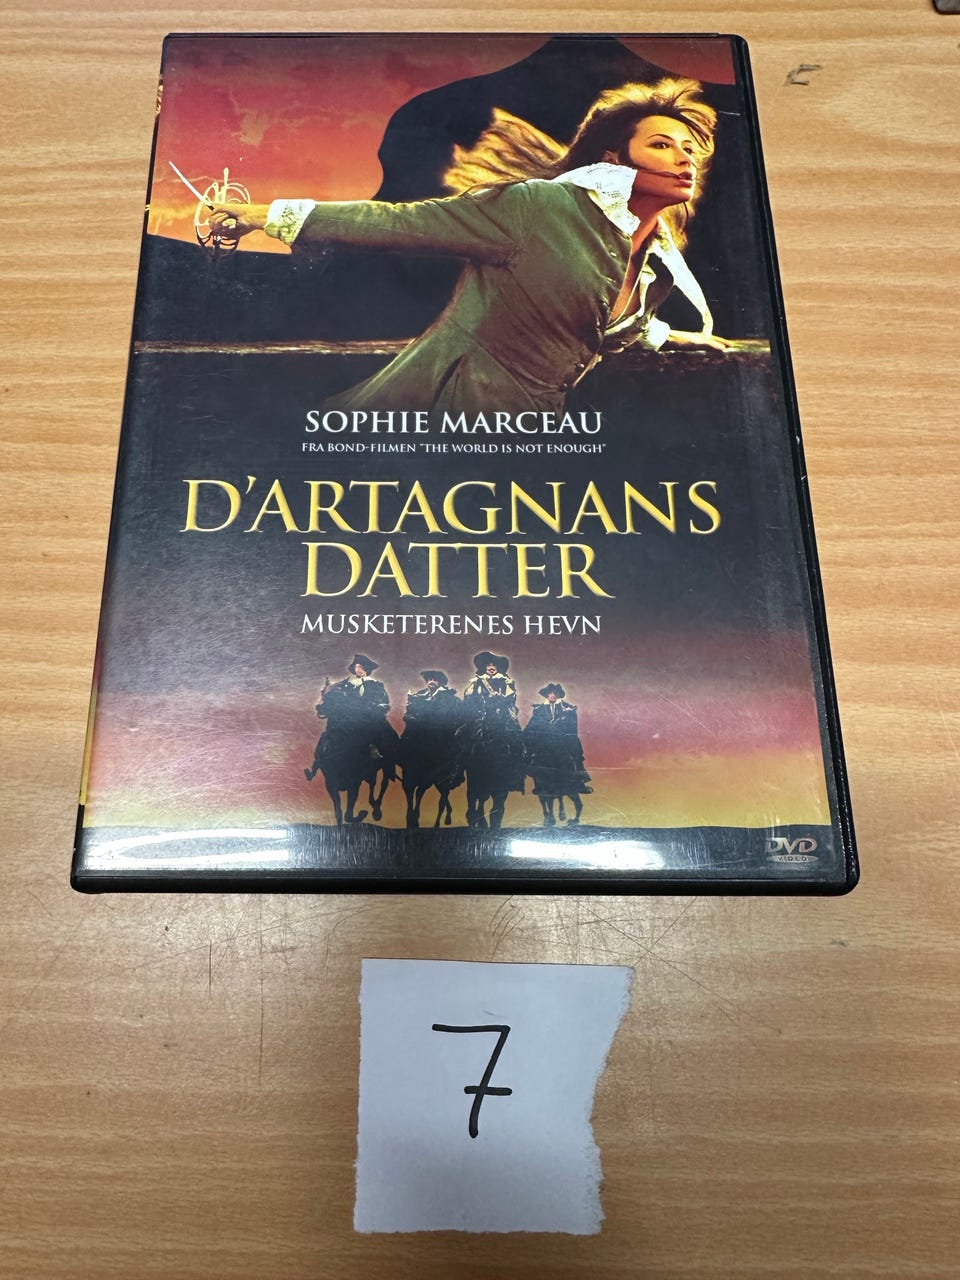 SOPHIE MARCEAU
FRA BOND-FILMEN "THE WORLD IS NOT ENOUGH"
D'ARTAGNANS
DATTER
MUSKETERENES HEVN
DVD
VIDEO
7